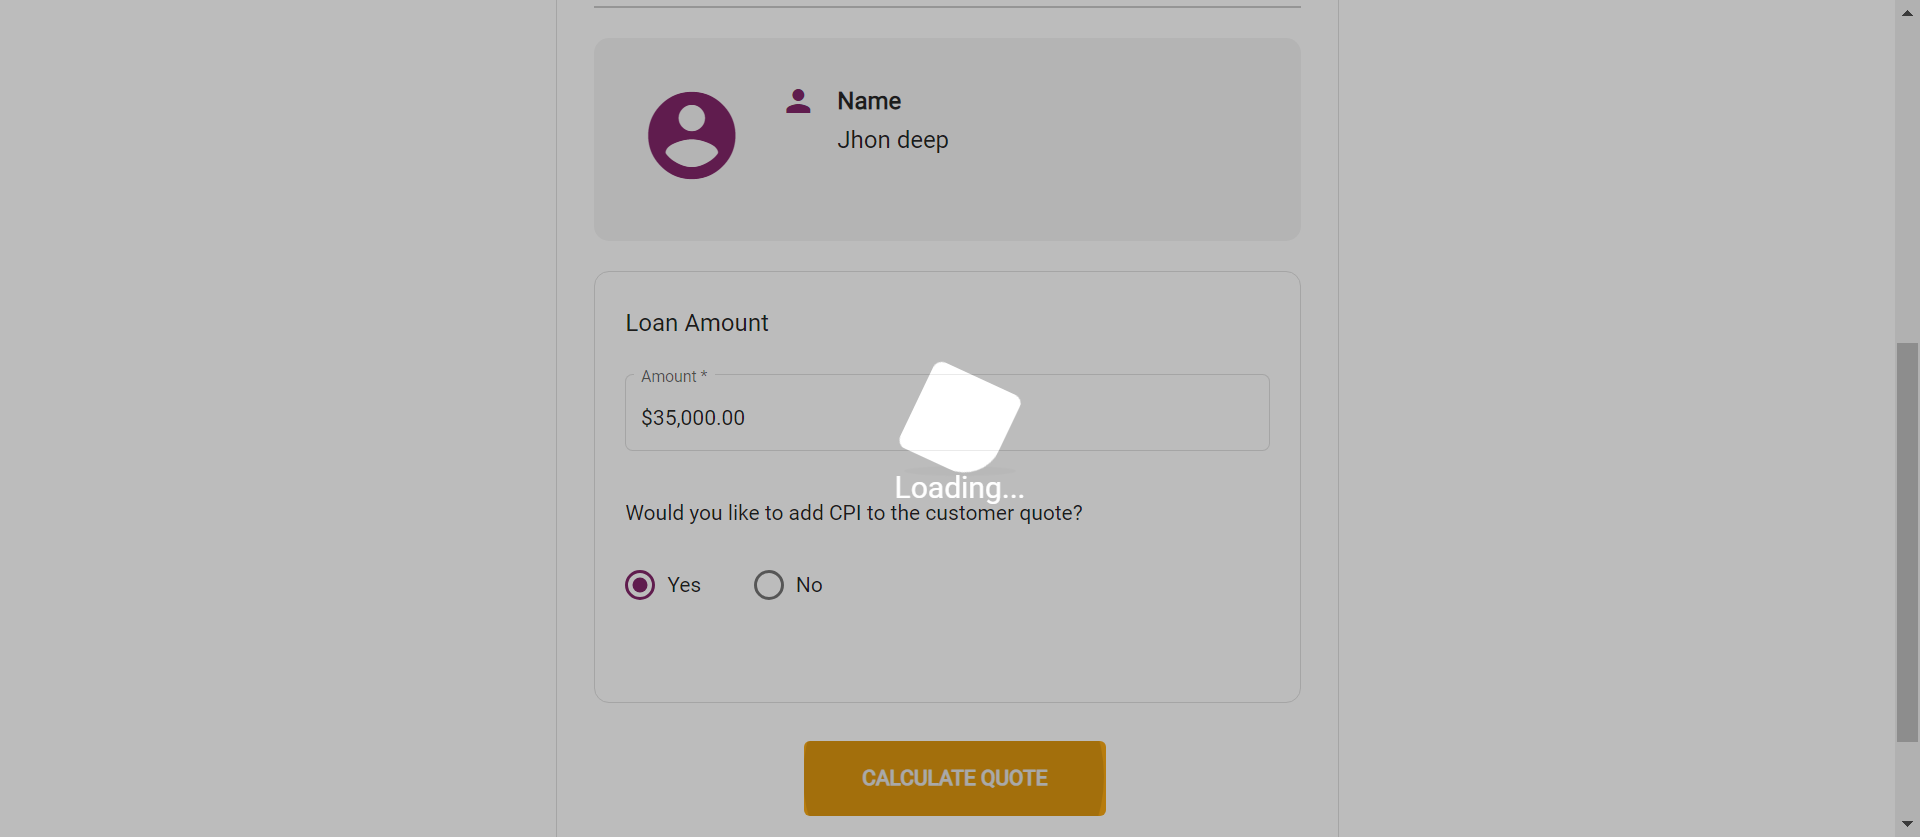 Name
Jhon deep
Loan Amount
Amount *
$35,000.00
Loading...
Would you like to add CPI to the customer quote?
Yes
No
CALCULATE QUOTE